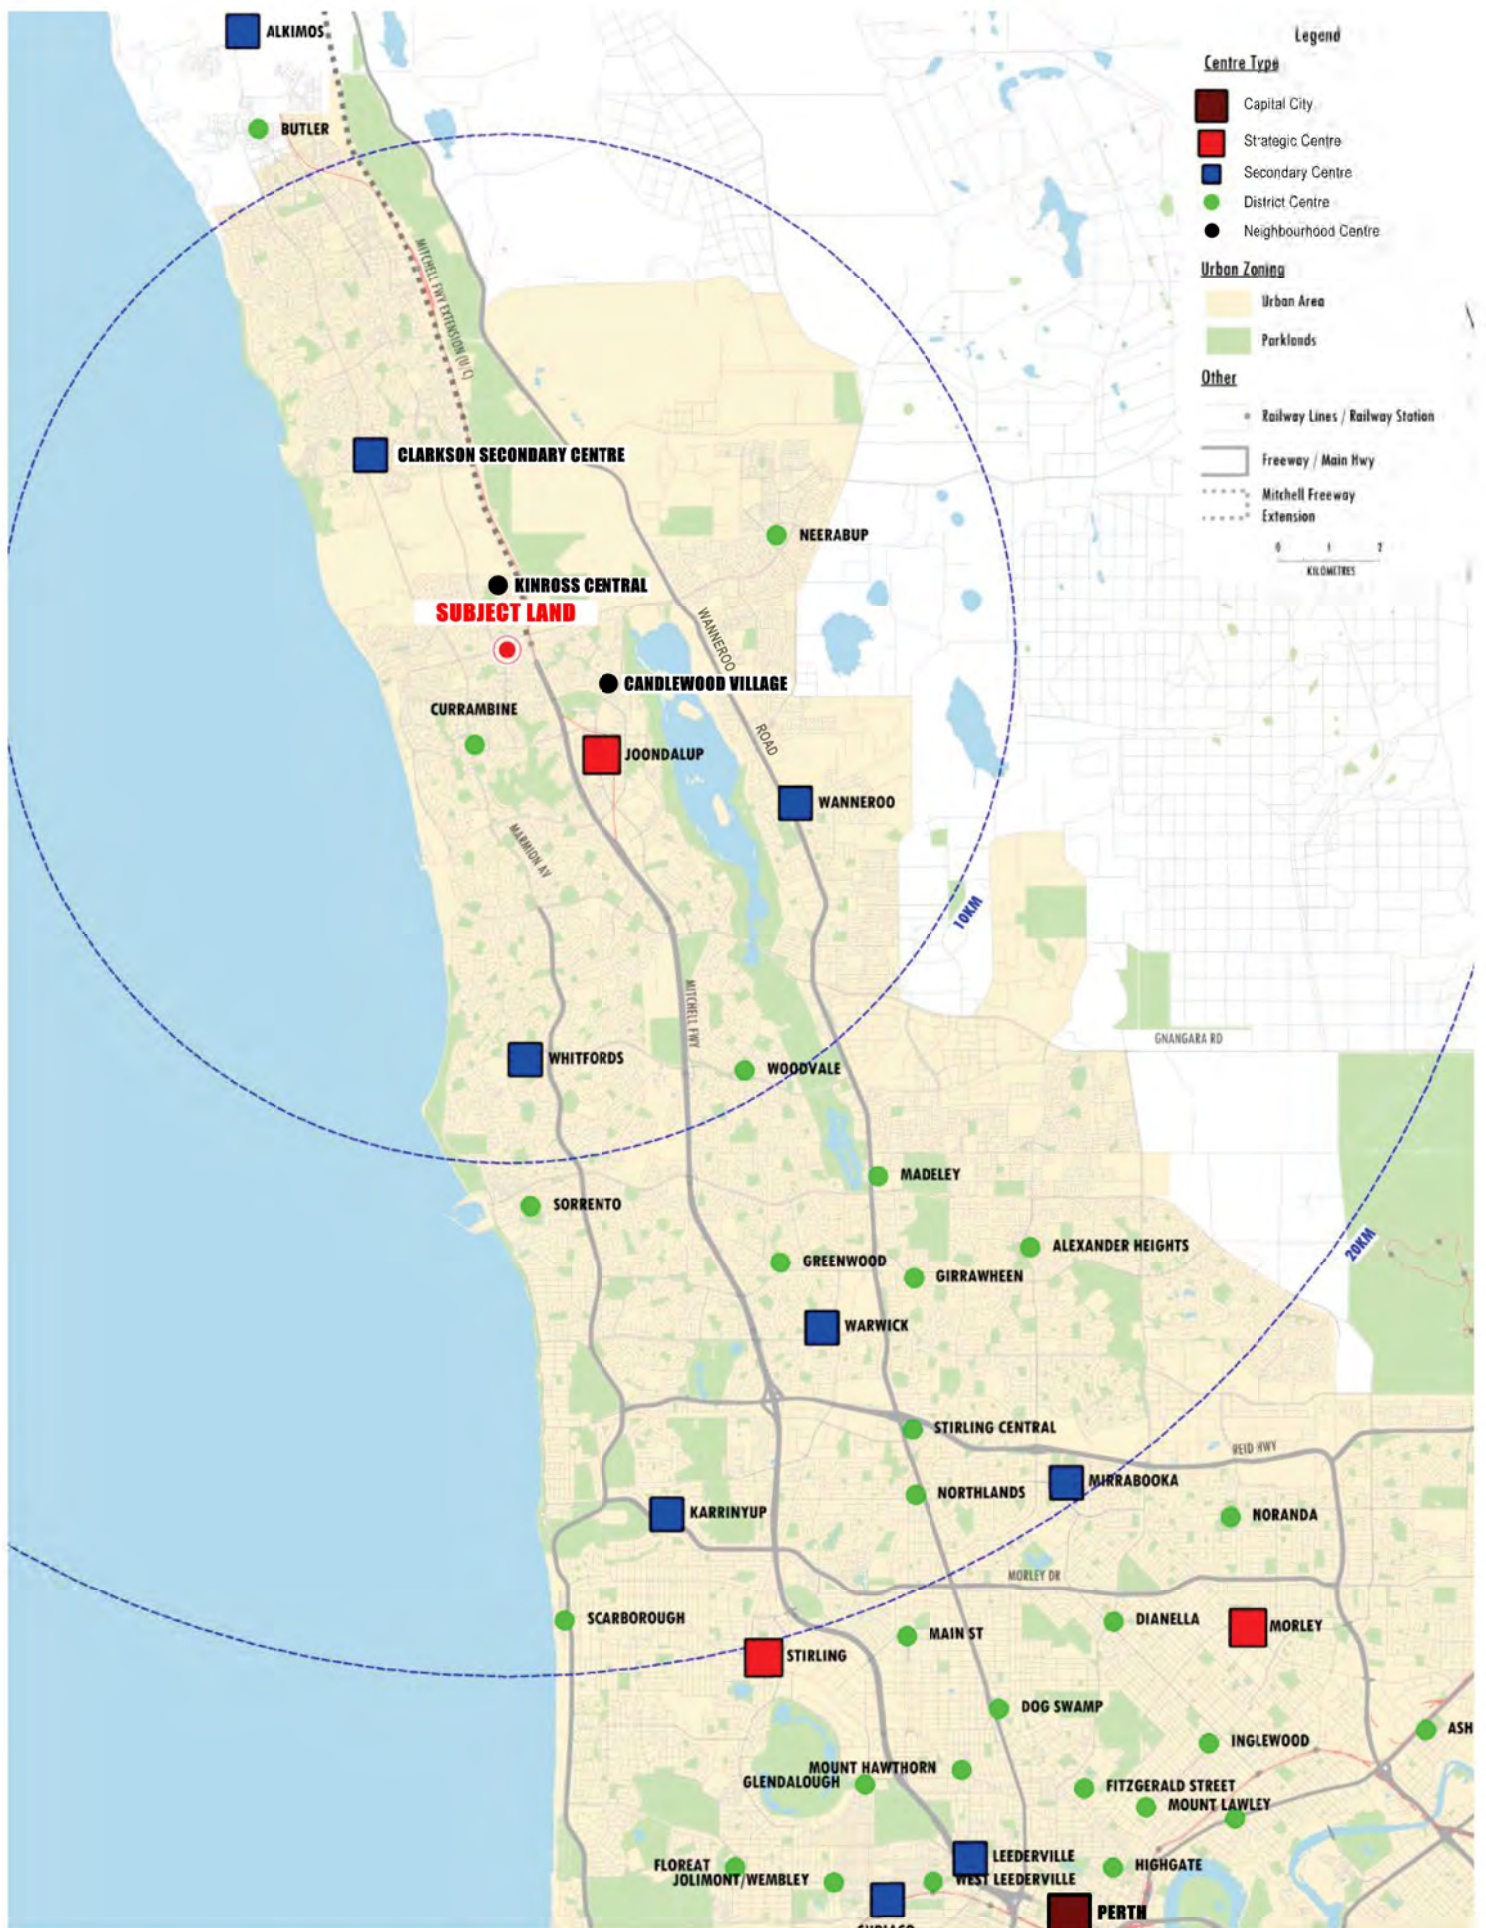 ALKIMOS
BUTLER
MITCHELL FWY EXTENSION (U/C)
CLARKSON SECONDARY CENTRE
NEERABUP
KINROSS CENTRAL
SUBJECT LAND
WANNEROO
ROAD
CANDLEWOOD VILLAGE
CURRAMBINE
JOONDALUP
WANNEROO
MARMION AV
10KM
MITCHELL FWY
GNANGARA RD
WHITFORDS
WOODVALE
MADELEY
SORRENTO
20KM
ALEXANDER HEIGHTS
GREENWOOD
GIRRAWHEEN
WARWICK
STIRLING CENTRAL
REID HWY
MIRRABOOKA
NORTHLANDS
KARRINYUP
NORANDA
MORLEY DR
SCARBOROUGH
DIANELLA
MORLEY
MAIN ST
STIRLING
DOG SWAMP
ASH
INGLEWOOD
MOUNT HAWTHORN
GLENDALOUGH
FITZGERALD STREET
MOUNT LAWLEY
LEEDERVILLE
FLOREAT
HIGHGATE
JOLIMONT/WEMBLEY
WEST LEEDERVILLE
PERTH
Legend
Centre Type
Capital City
Strategic Centre
Secondary Centre
District Centre
Neighbourhood Centre
Urban Zoning
Urban Area
Parklands
Other
Railway Lines / Railway Station
Freeway / Main Hwy
Mitchell Freeway
Extension
0 1 2
KILOMETRES